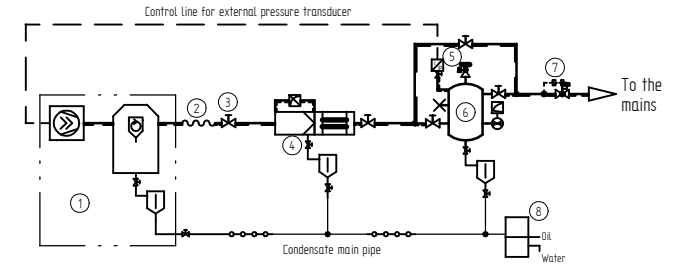 Control line for external pressure transducer
5
7
To the
mains
2
3
6
4
1
8
Oil
Condensate main pipe
Water